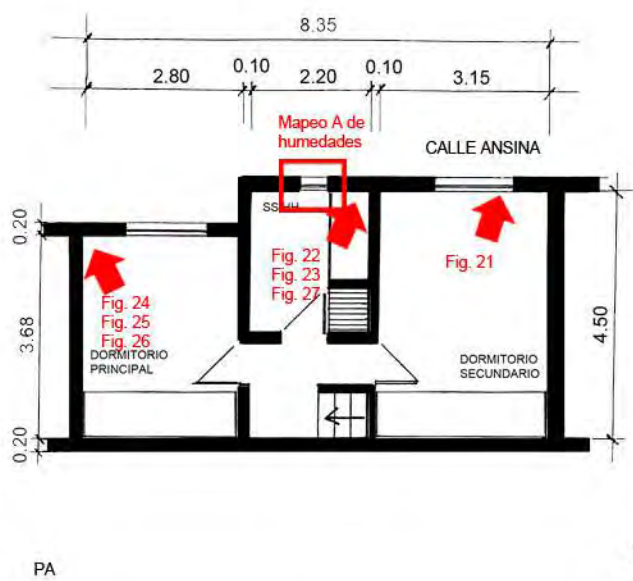 8.35
2.80
0.10
2.20
0.10
3.15
Mapeo A de
humedades
CALLE ANSINA
0.20
SS.HH
Fig. 22
Fig. 23
Fig. 27
Fig. 21
Fig. 24
Fig. 25
Fig. 26
3.68
4.50
DORMITORIO
PRINCIPAL
DORMITORIO
SECUNDARIO
0.20
PA